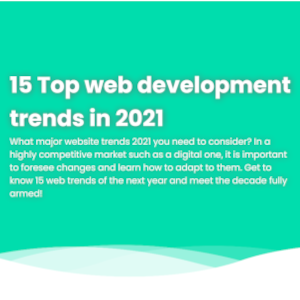 15 Top web development
trends in 2021
What major website trends 2021 you need to consider? In a
highly competitive market such as a digital one, it is important
to foresee changes and learn how to adapt to them. Get to
know 15 web trends of the next year and meet the decade fully
armed!